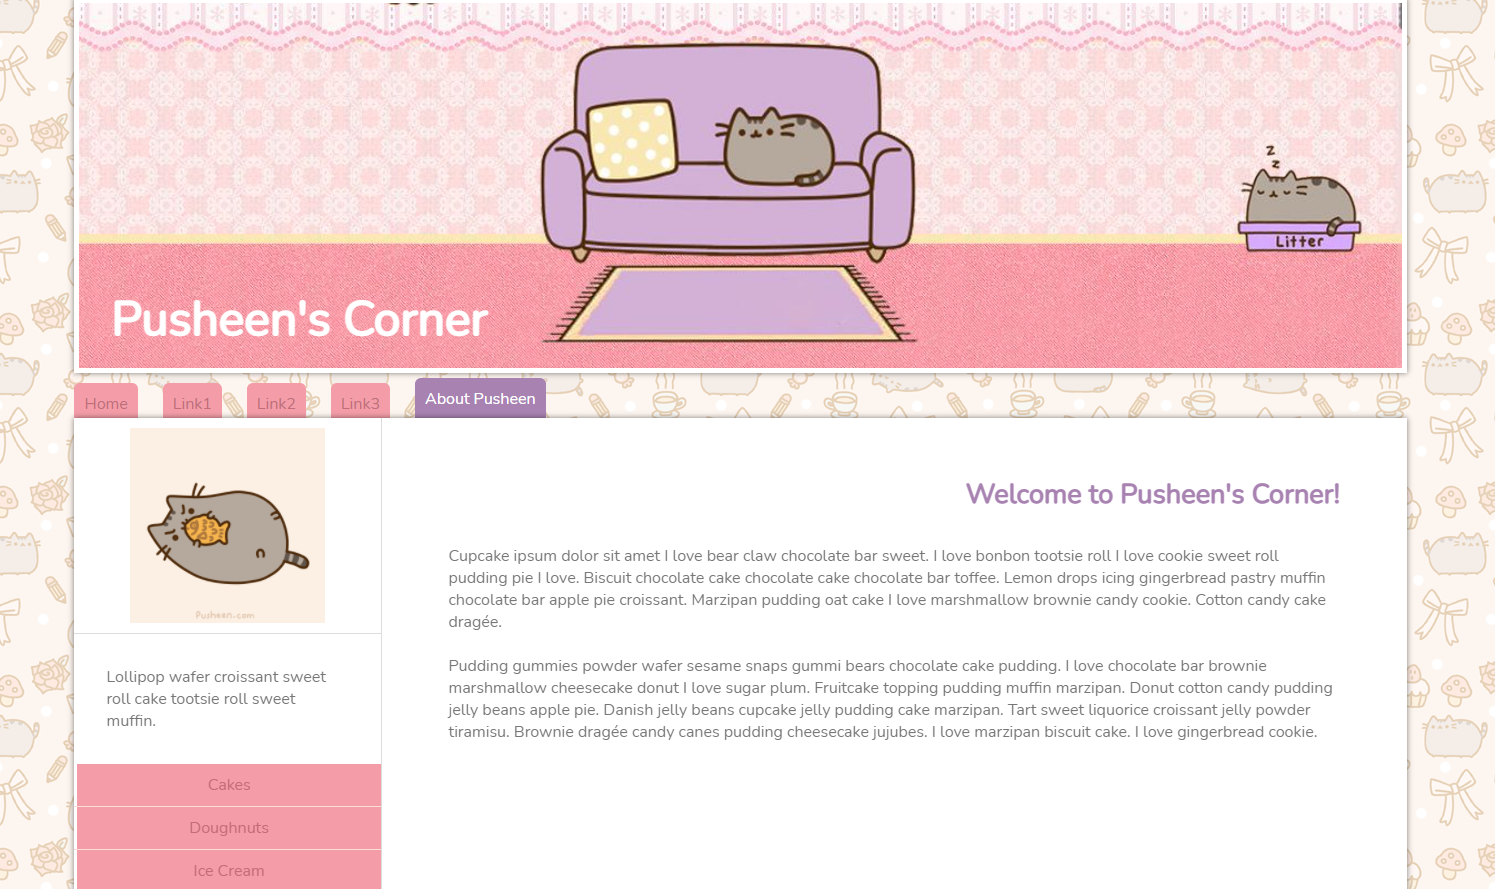 z
z
Litter
Pusheen's Corner
Home
Link1
Link2
Link3
About Pusheen
Pusheen.com
Lollipop wafer croissant sweet
roll cake tootsie roll sweet
muffin.
Cakes
Doughnuts
Ice Cream
Welcome to Pusheen's Corner!
Cupcake ipsum dolor sit amet I love bear claw chocolate bar sweet. I love bonbon tootsie roll I love cookie sweet roll
pudding pie I love. Biscuit chocolate cake chocolate cake chocolate bar toffee. Lemon drops icing gingerbread pastry muffin
chocolate bar apple pie croissant. Marzipan pudding oat cake I love marshmallow brownie candy cookie. Cotton candy cake
dragée.
Pudding gummies powder wafer sesame snaps gummi bears chocolate cake pudding. I love chocolate bar brownie
marshmallow cheesecake donut I love sugar plum. Fruitcake topping pudding muffin marzipan. Donut cotton candy pudding
jelly beans apple pie. Danish jelly beans cupcake jelly pudding cake marzipan. Tart sweet liquorice croissant jelly powder
tiramisu. Brownie dragée candy canes pudding cheesecake jujubes. I love marzipan biscuit cake. I love gingerbread cookie.